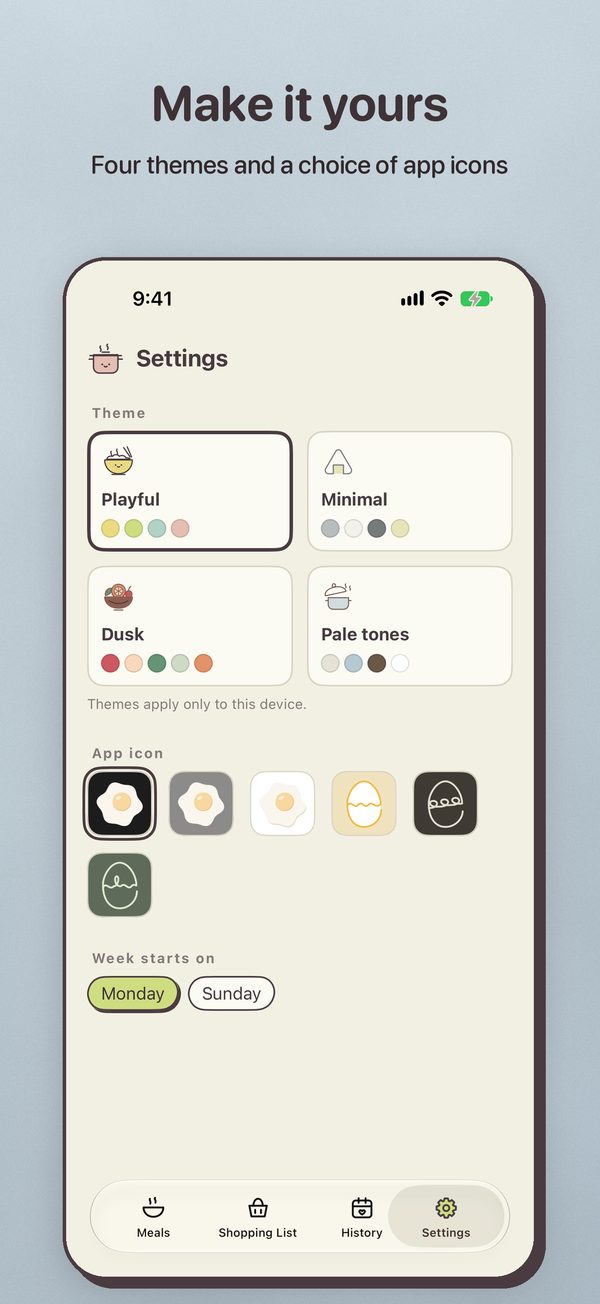 Make it yours
Four themes and a choice of app icons
9:41
Settings
Theme
Playful
Minimal
Dusk
Pale tones
Themes apply only to this device.
App icon
Week starts on
Monday
Sunday
Meals
Shopping List
History
Settings